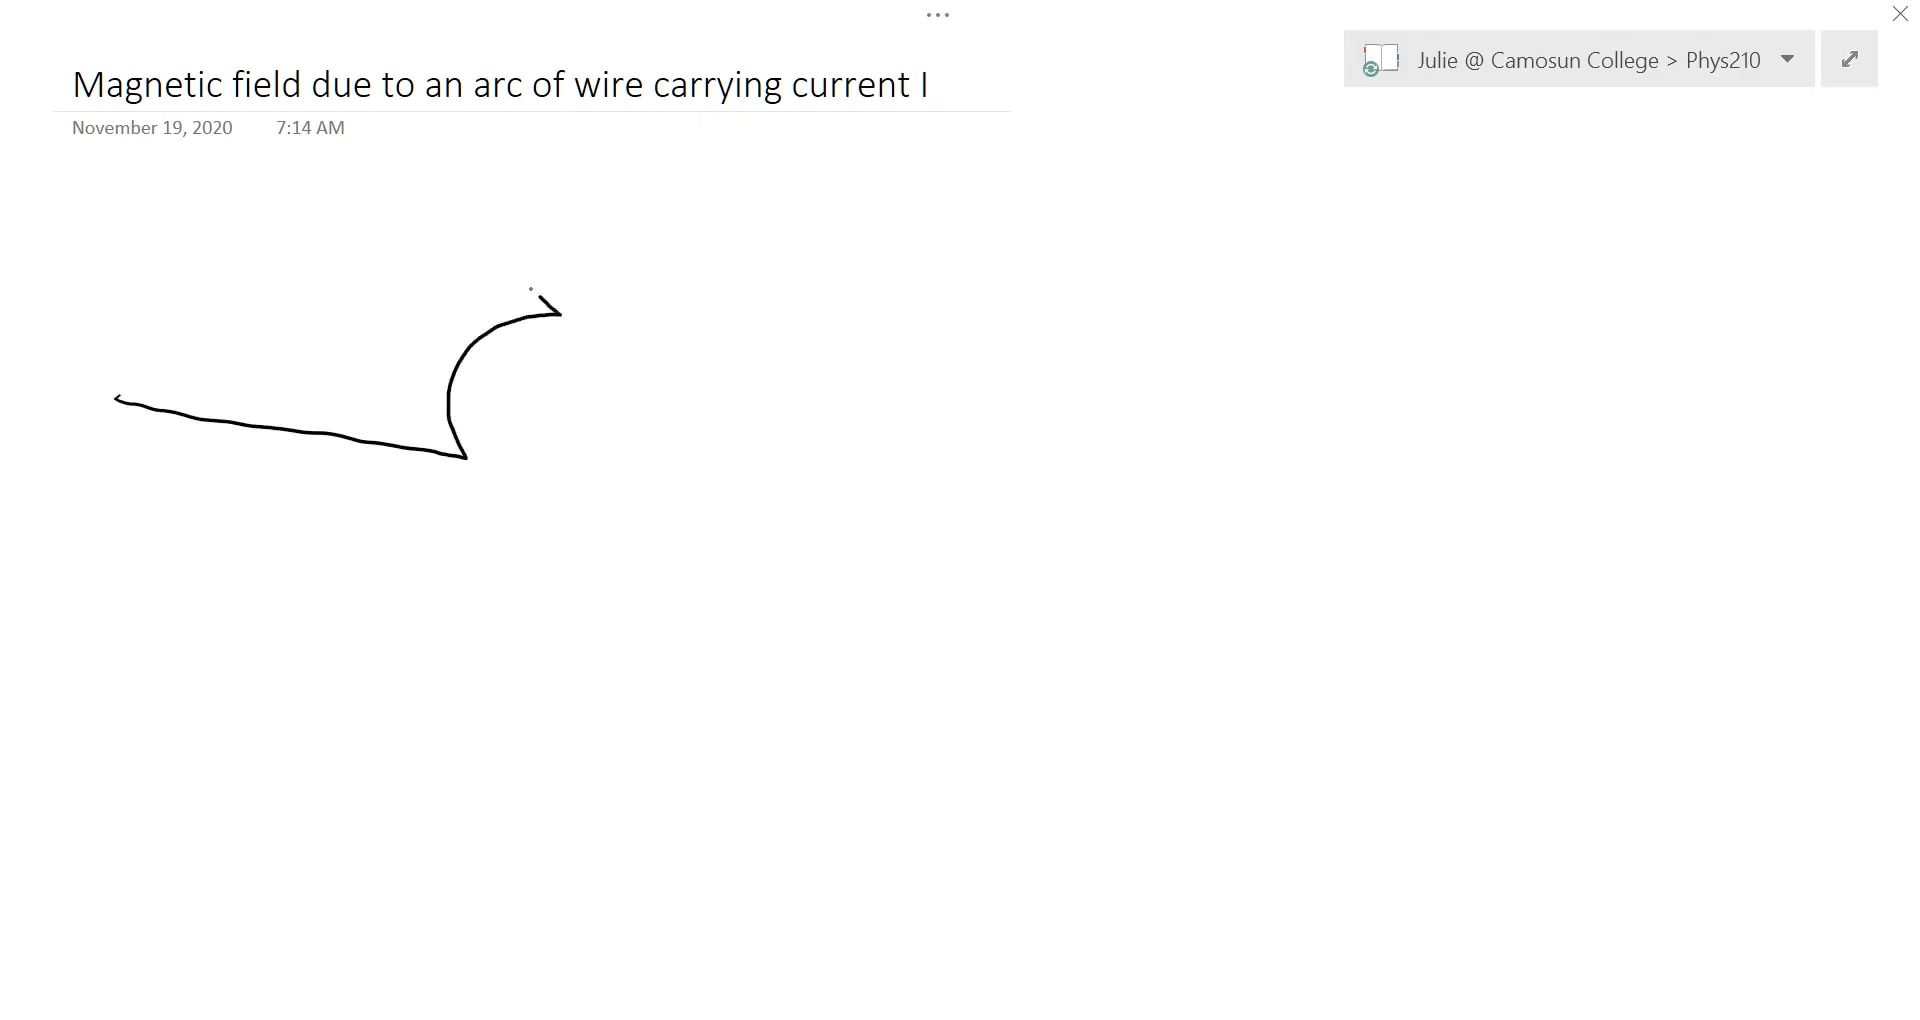 Julie @ Camosun College > Phys210
Magnetic field due to an arc of wire carrying current I
November 19, 2020 7:14 AM